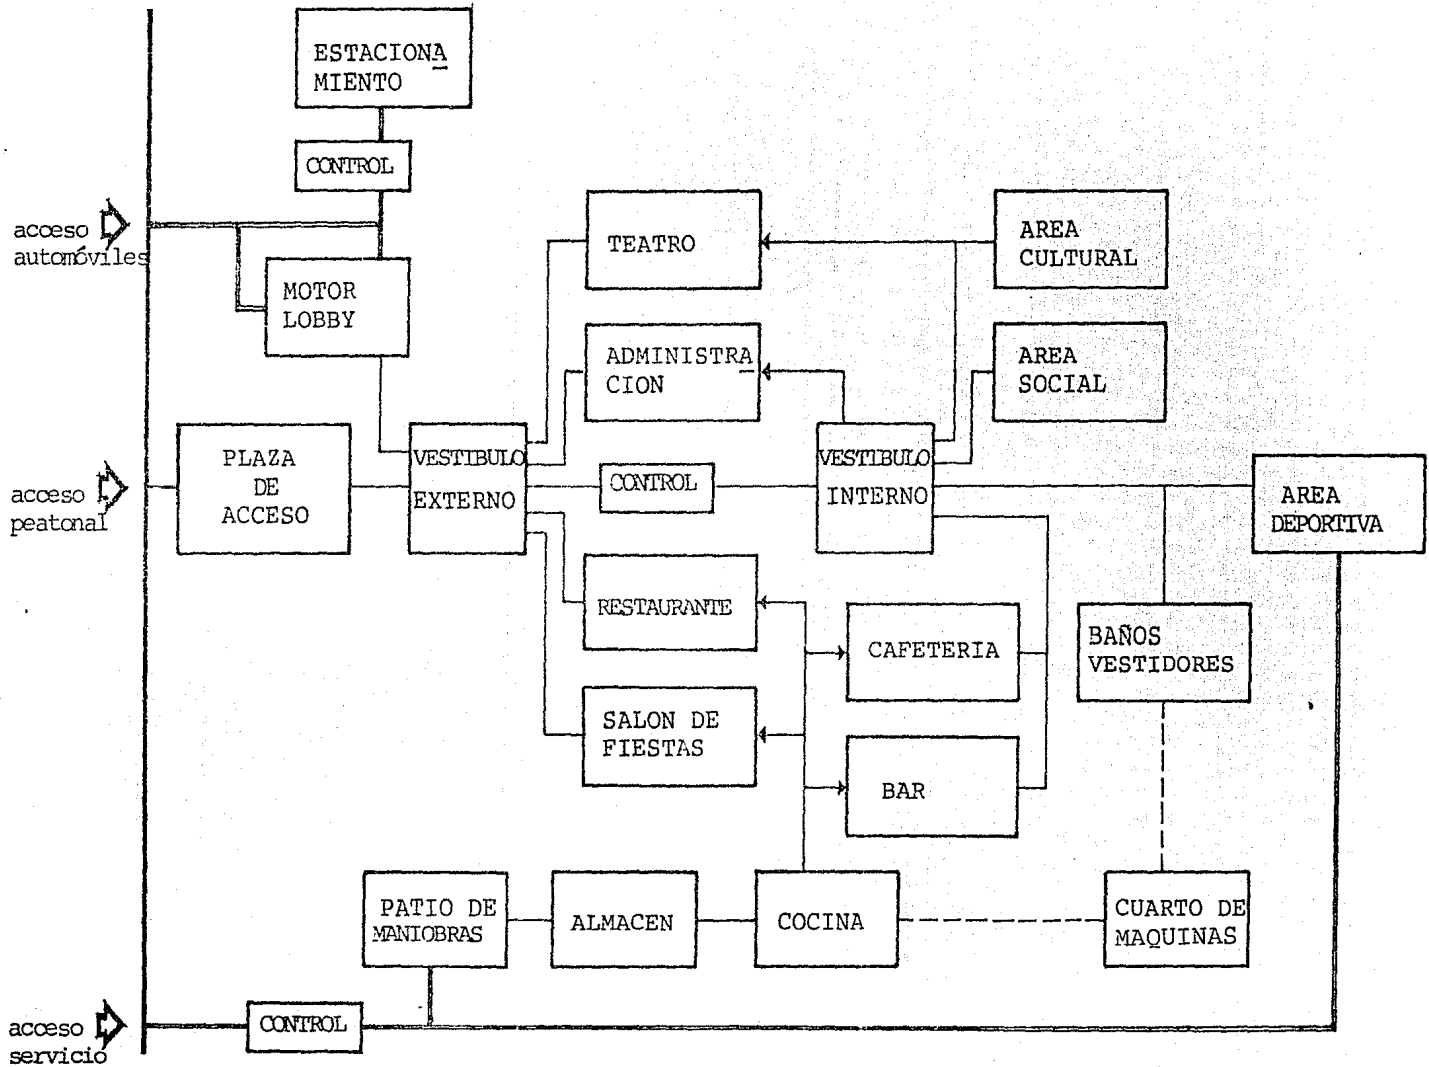 ESTACIONA
MIENTO
CONTROL
acceso
automóviles
MOTOR
LOBBY
TEATRO
AREA
CULTURAL
ADMINISTRA
CION
AREA
SOCIAL
acceso
peatonal
PLAZA
DE
ACCESO
VESTIBULO
EXTERNO
CONTROL
VESTIBULO
INTERNO
AREA
DEPORTIVA
RESTAURANTE
CAFETERIA
BAÑOS
VESTIDORES
SALON DE
FIESTAS
BAR
PATIO DE
MANIOBRAS
ALMACEN
COCINA
CUARTO DE
MAQUINAS
acceso
servicio
CONTROL